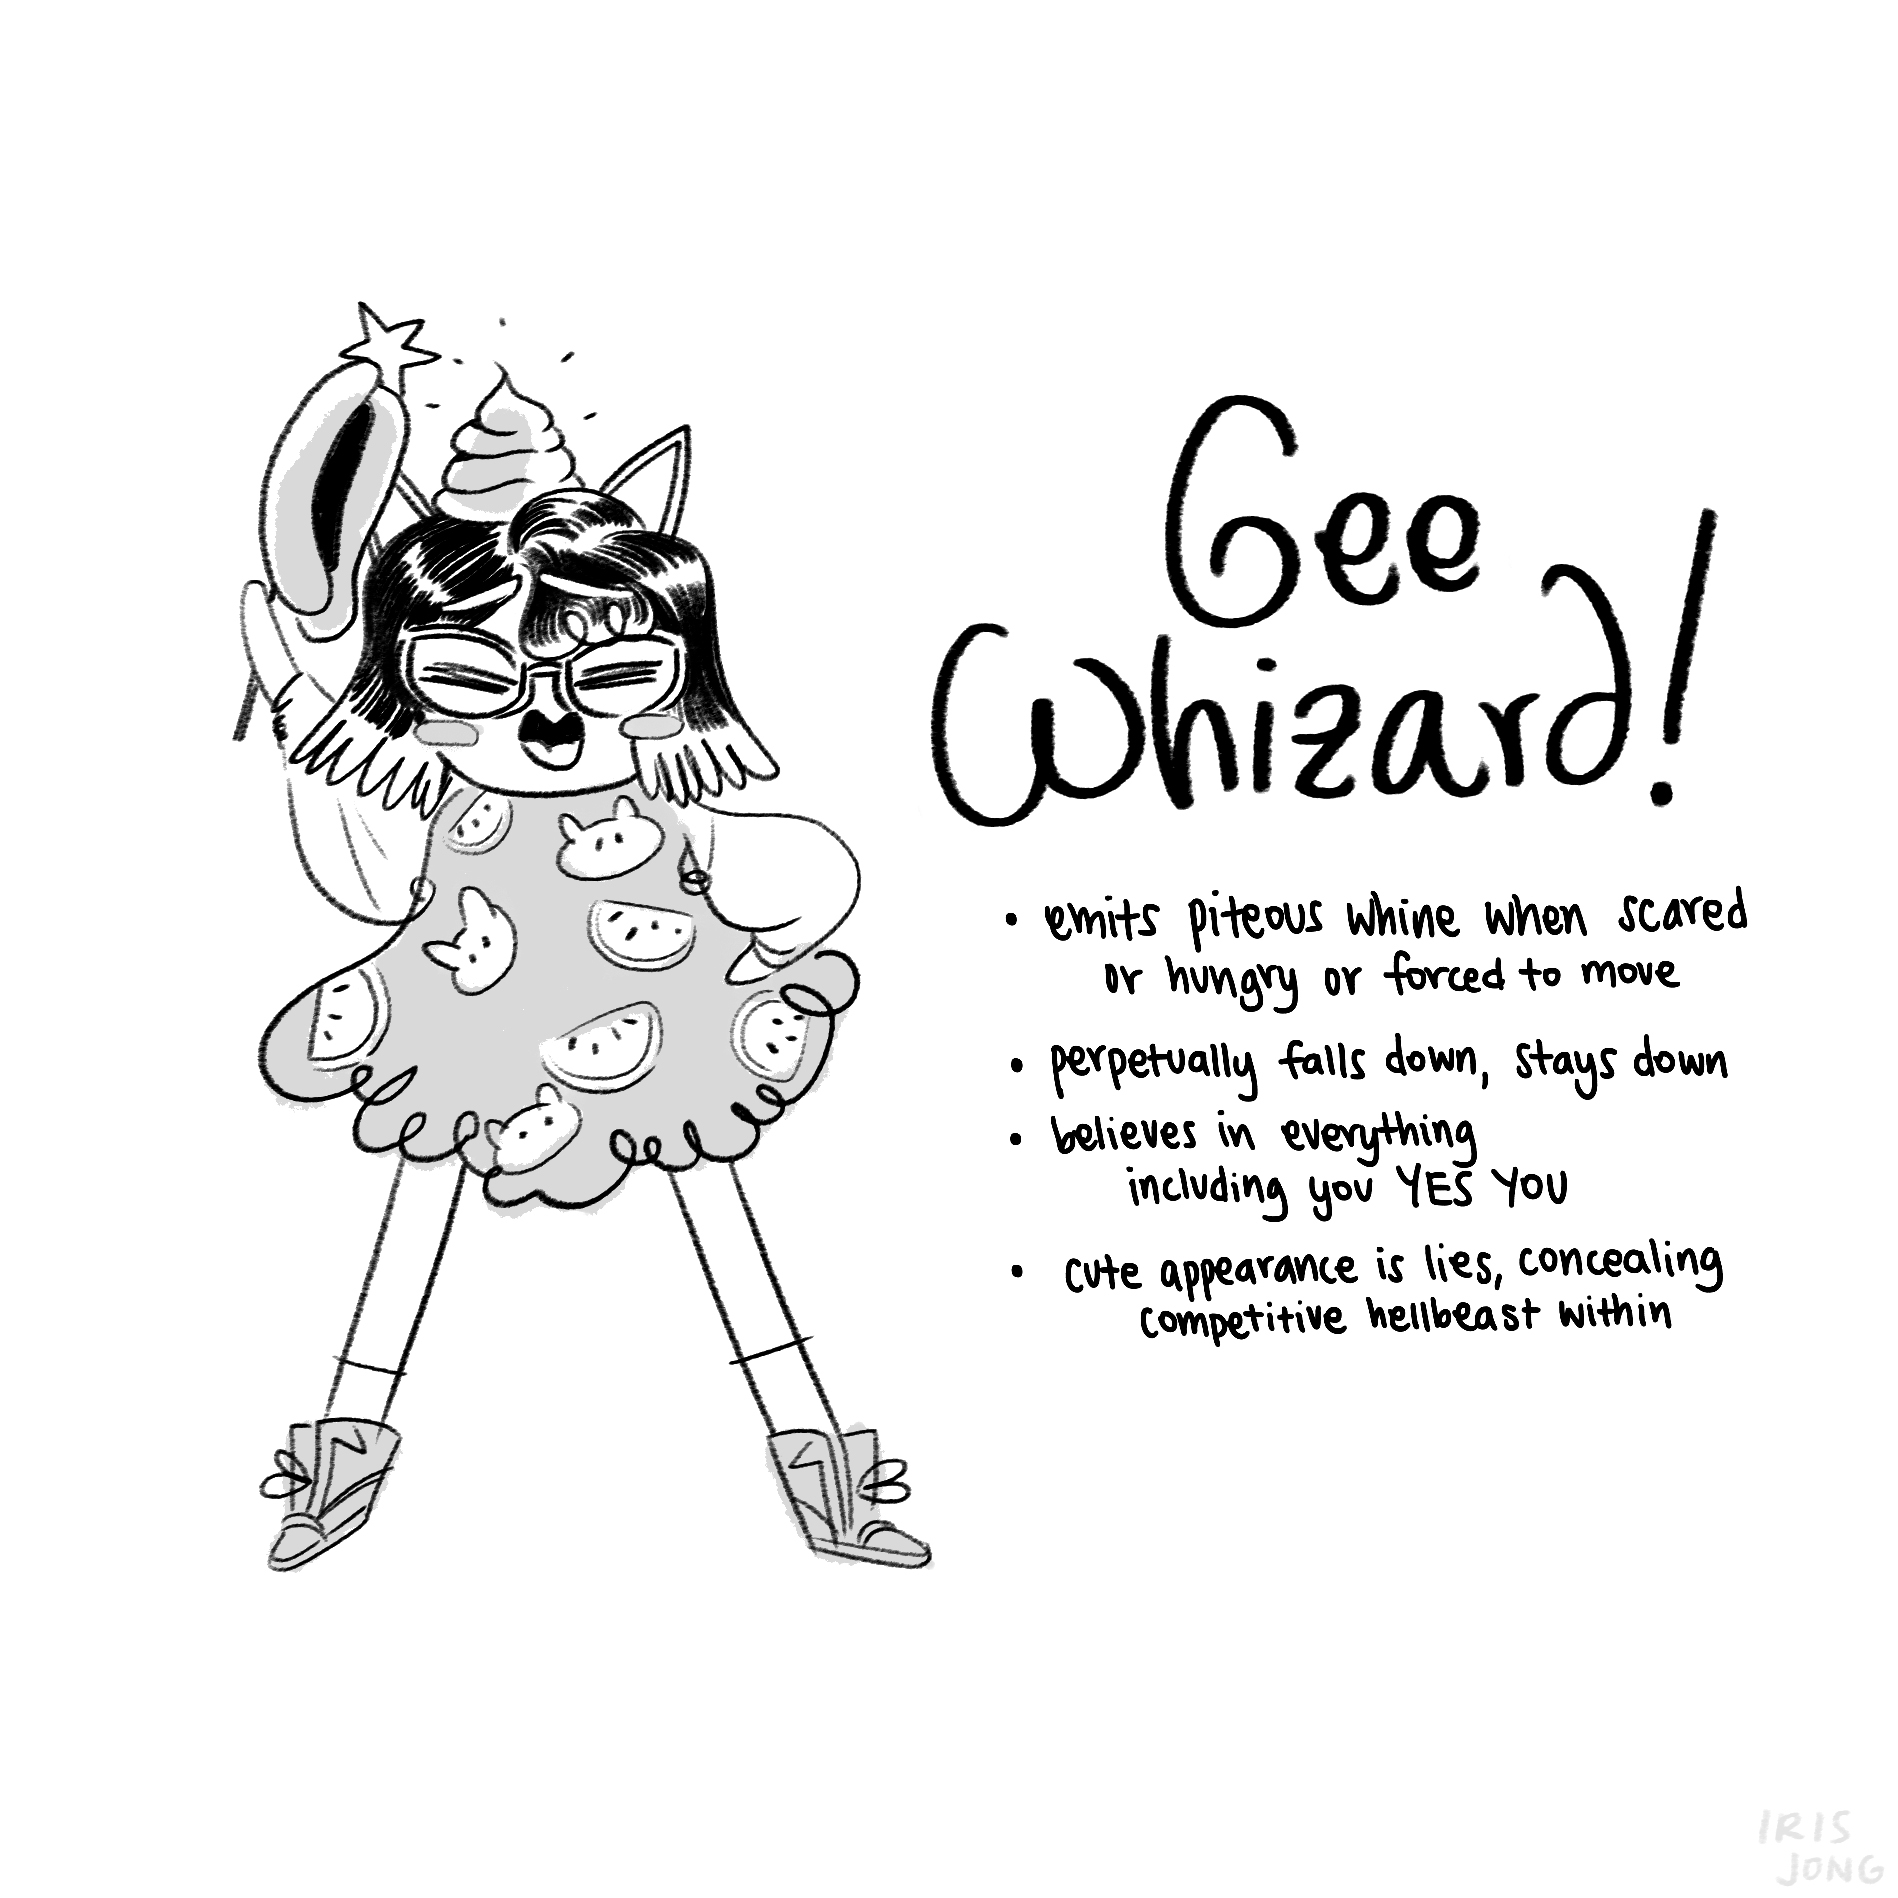 Gee
Whizard!
• emits piteous whine when scared
or hungry or forced to move
• perpetually falls down, stays down
• believes in everything
including you YES YOU
• cute appearance is lies, concealing
competitive hellbeast within
IRIS
JONG